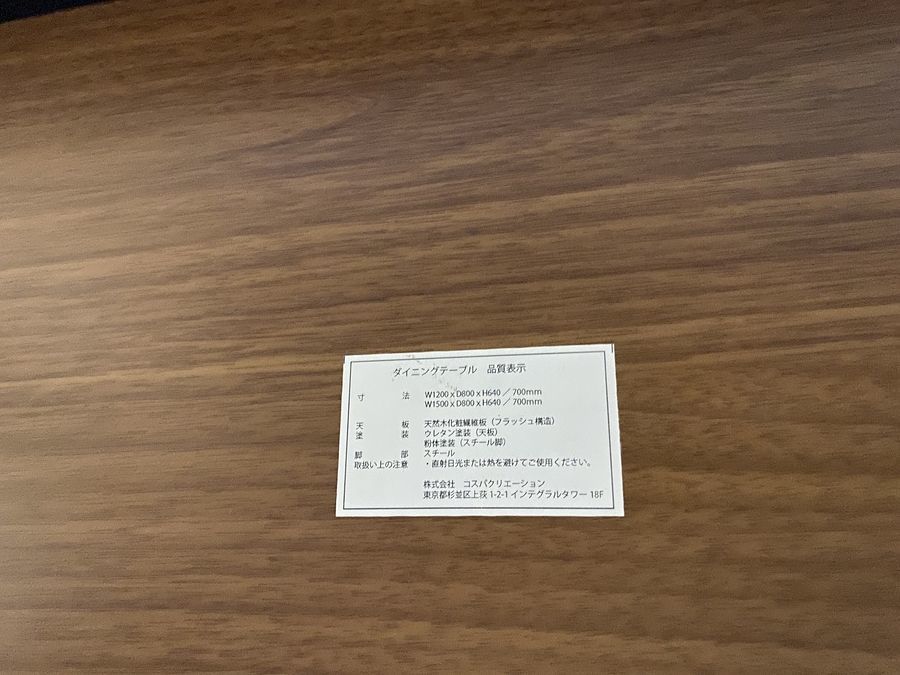 ダイニングテーブル　品質表示
寸　　　法　W1200 x D800 x H640 ／ 700mm
W1500 x D800 x H640 ／ 700mm
天　　　板　天然木化粧繊維板（フラッシュ構造）
塗　　　装　ウレタン塗装（天板）
粉体塗装（スチール脚）
脚　　　部　スチール
取扱い上の注意　・直射日光または熱を避けてご使用ください。
株式会社　コスパクリエーション
東京都杉並区上荻 1-2-1 インテグラルタワー 18F